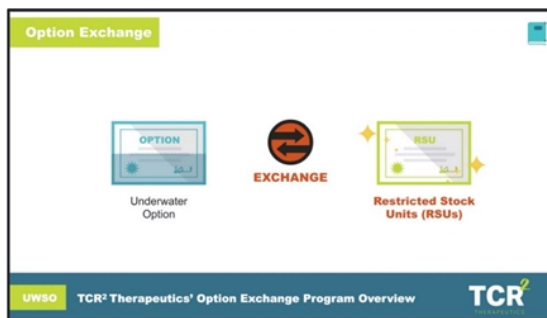 Option Exchange
OPTION
RSU
EXCHANGE
Underwater
Option
Restricted Stock
Units (RSUs)
UWSO
TCR² Therapeutics' Option Exchange Program Overview
TCR²
THERAPEUTICS